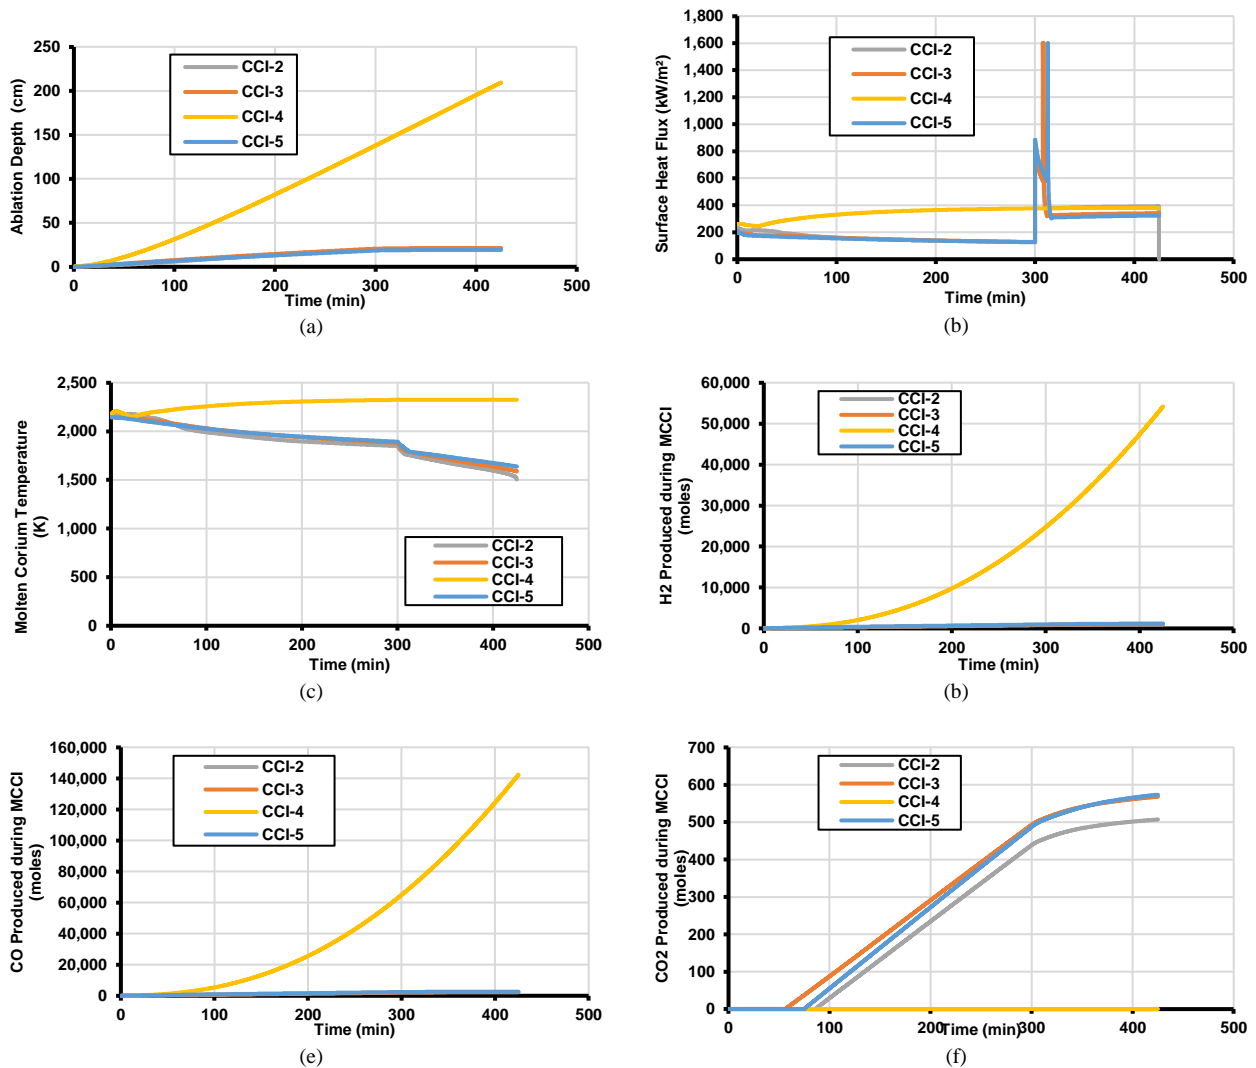 Ablation Depth (cm)
250
200
150
100
50
0
CCI-2
CCI-3
CCI-4
CCI-5
0 100 200 300 400 500
Time (min)
(a)
Surface Heat Flux (kW/m²)
1,800
1,600
1,400
1,200
1,000
800
600
400
200
0
CCI-2
CCI-3
CCI-4
CCI-5
0 100 200 300 400 500
Time (min)
(b)
Molten Corium Temperature
(K)
2,500
2,000
1,500
1,000
500
0
CCI-2
CCI-3
CCI-4
CCI-5
0 100 200 300 400 500
Time (min)
(c)
H2 Produced during MCCI
(moles)
60,000
50,000
40,000
30,000
20,000
10,000
0
CCI-2
CCI-3
CCI-4
CCI-5
0 100 200 300 400 500
Time (min)
(b)
CO Produced during MCCI
(moles)
160,000
140,000
120,000
100,000
80,000
60,000
40,000
20,000
0
CCI-2
CCI-3
CCI-4
CCI-5
0 100 200 300 400 500
Time (min)
(e)
CO2 Produced during MCCI
(moles)
700
600
500
400
300
200
100
0
CCI-2
CCI-3
CCI-4
CCI-5
0 100 200 300 400 500
Time (min)
(f)